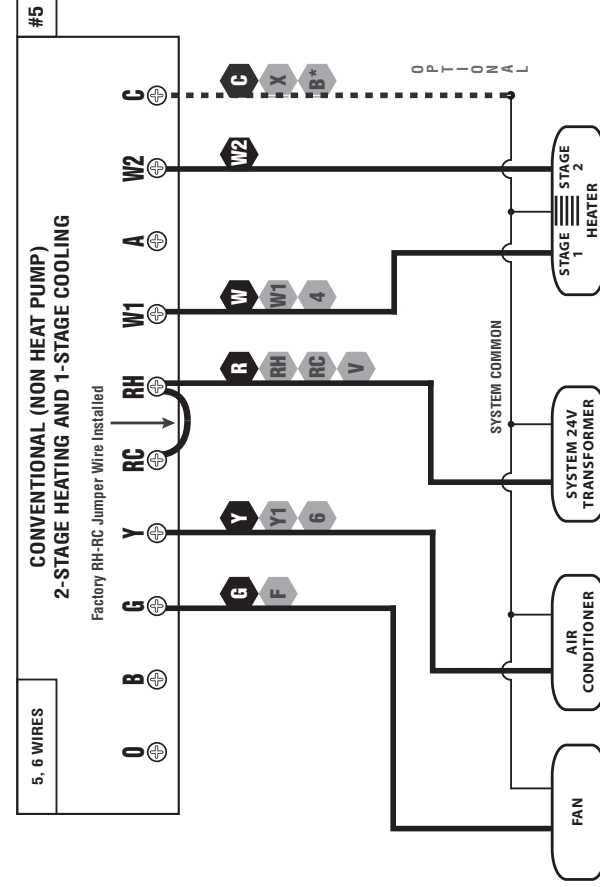 #5
5, 6 WIRES
CONVENTIONAL (NON HEAT PUMP)
2-STAGE HEATING AND 1-STAGE COOLING
Factory RH-RC Jumper Wire Installed
O B G Y RC RH W1 A W2 C
G
F
Y
Y1
6
R
RH
RC
V
W
W1
4
W2
C
X
B*
OPTIONAL
SYSTEM COMMON
FAN
AIR
CONDITIONER
SYSTEM 24V
TRANSFORMER
STAGE
1
STAGE
2
HEATER